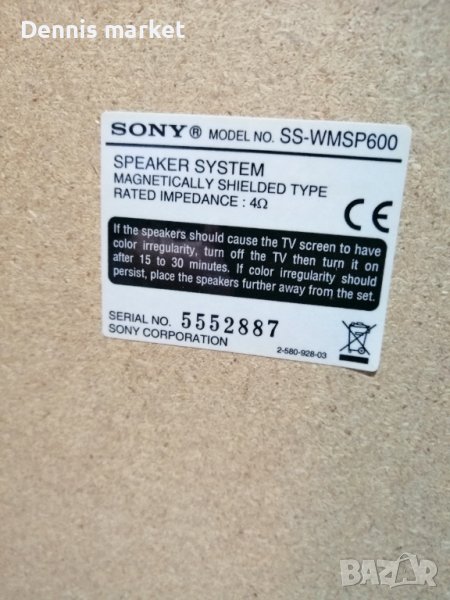 Dennis market
SONY® MODEL NO. SS-WMSP600
SPEAKER SYSTEM
MAGNETICALLY SHIELDED TYPE
RATED IMPEDANCE : 4Ω
CE
If the speakers should cause the TV screen to have
color irregularity, turn off the TV then turn it on
after 15 to 30 minutes. If color irregularity should
persist, place the speakers further away from the set.
SERIAL NO. 5552887
SONY CORPORATION
2-580-928-03
BAZAR